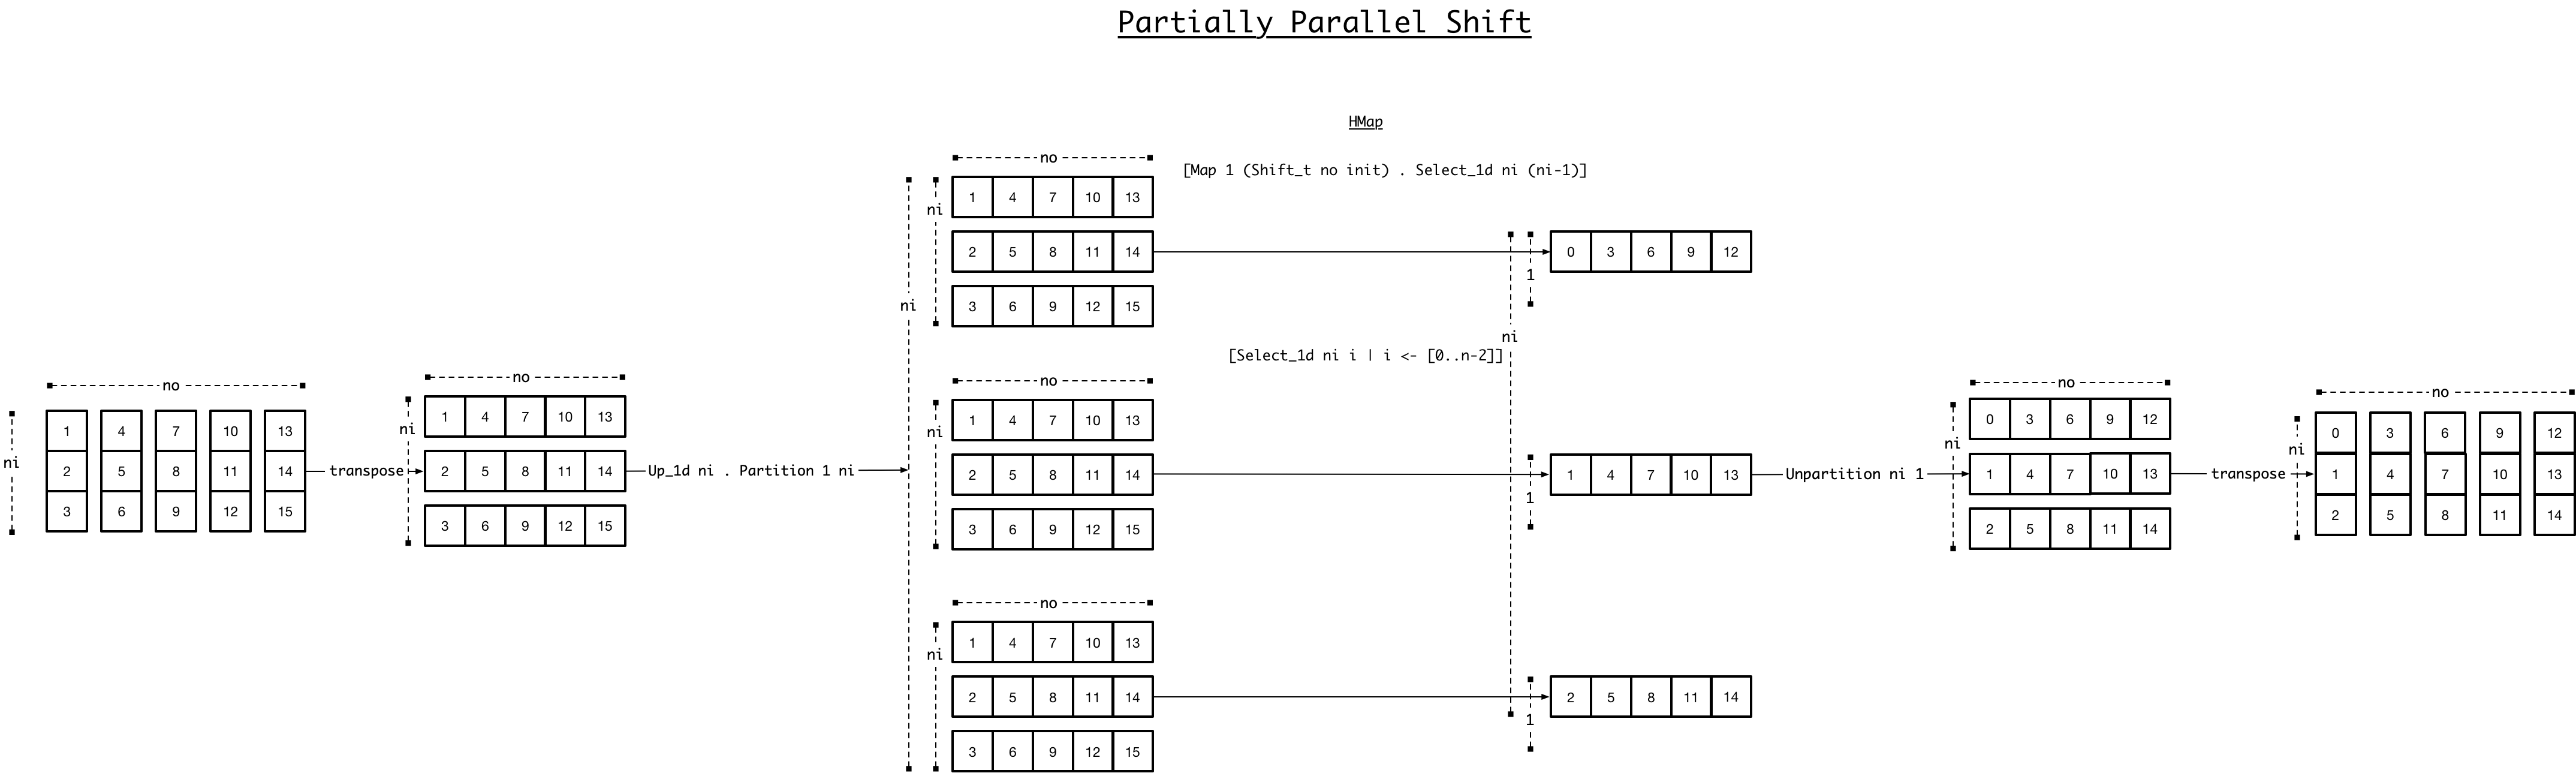 Partially Parallel Shift
no
ni
1 4 7 10 13
2 5 8 11 14
3 6 9 12 15
transpose
no
ni
1 4 7 10 13
2 5 8 11 14
3 6 9 12 15
Up_1d ni . Partition 1 ni
ni
HMap
no
ni
1 4 7 10 13
2 5 8 11 14
3 6 9 12 15
[Map 1 (Shift_t no init) . Select_1d ni (ni-1)]
ni
1
0 3 6 9 12
no
ni
1 4 7 10 13
2 5 8 11 14
3 6 9 12 15
[Select_1d ni i | i <- [0..n-2]]
1
1 4 7 10 13
no
ni
1 4 7 10 13
2 5 8 11 14
3 6 9 12 15
1
2 5 8 11 14
Unpartition ni 1
no
ni
0 3 6 9 12
1 4 7 10 13
2 5 8 11 14
transpose
no
ni
0 3 6 9 12
1 4 7 10 13
2 5 8 11 14